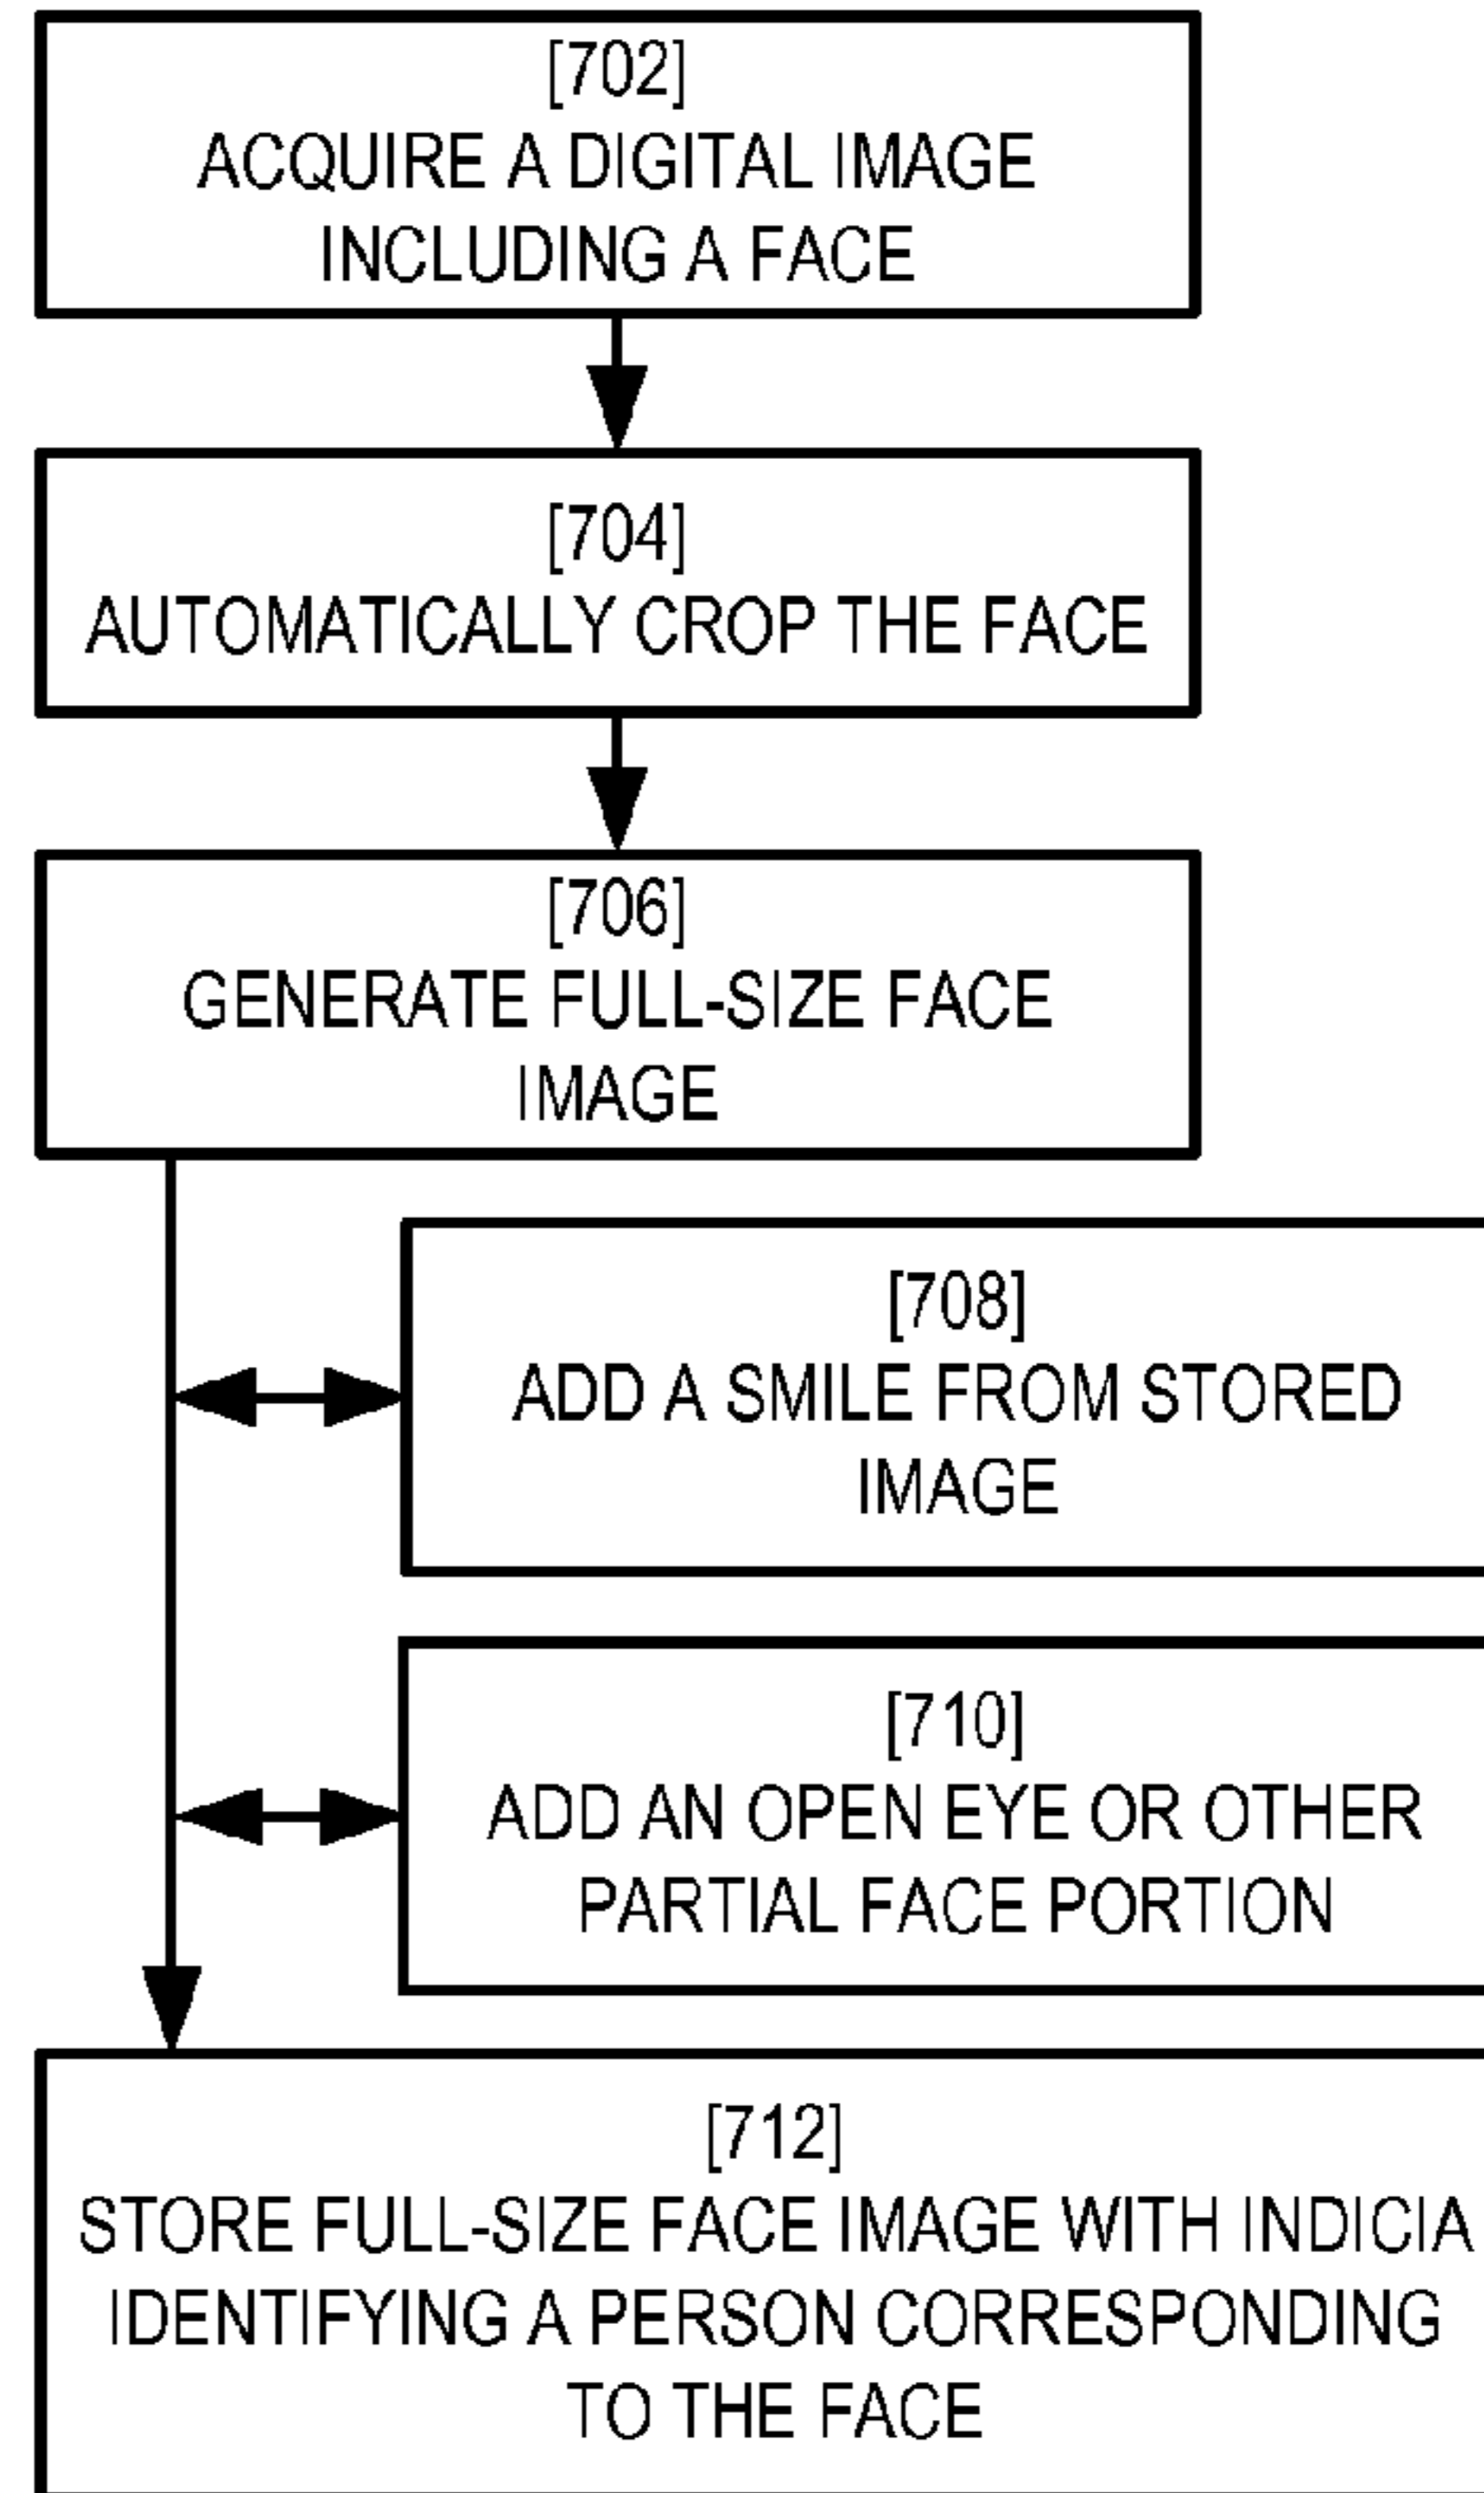 [702]
ACQUIRE A DIGITAL IMAGE
INCLUDING A FACE
[704]
AUTOMATICALLY CROP THE FACE
[706]
GENERATE FULL-SIZE FACE
IMAGE
[708]
ADD A SMILE FROM STORED
IMAGE
[710]
ADD AN OPEN EYE OR OTHER
PARTIAL FACE PORTION
[712]
STORE FULL-SIZE FACE IMAGE WITH INDICIA
IDENTIFYING A PERSON CORRESPONDING
TO THE FACE